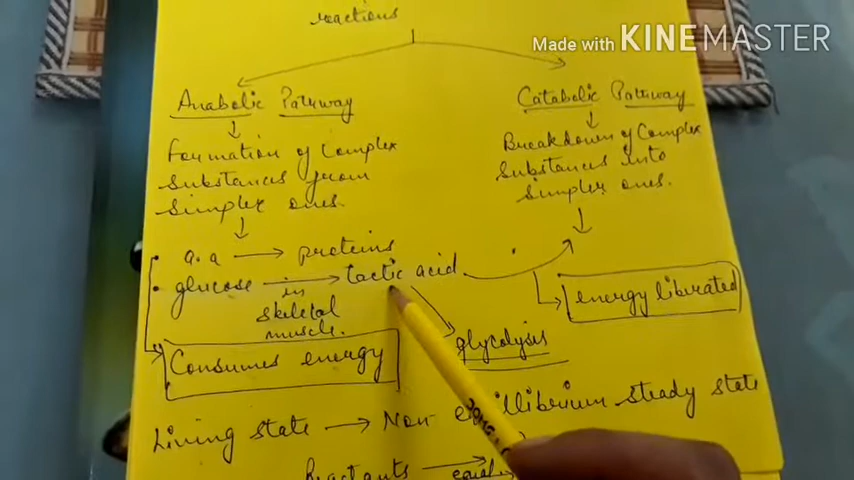 reactions
Made with KINEMASTER
Anabolic Pathway
Formation of Complex
Substances from
Simplex ones.
a.a → proteins
glucose → lactic acid
in
skeletal
muscle.
Consumes energy
Catabolic Pathway
Breakdown of Complex
Substances into
Simplex ones.
energy liberated
glycolysis
Living state → Non equilibrium steady state
Reactants →